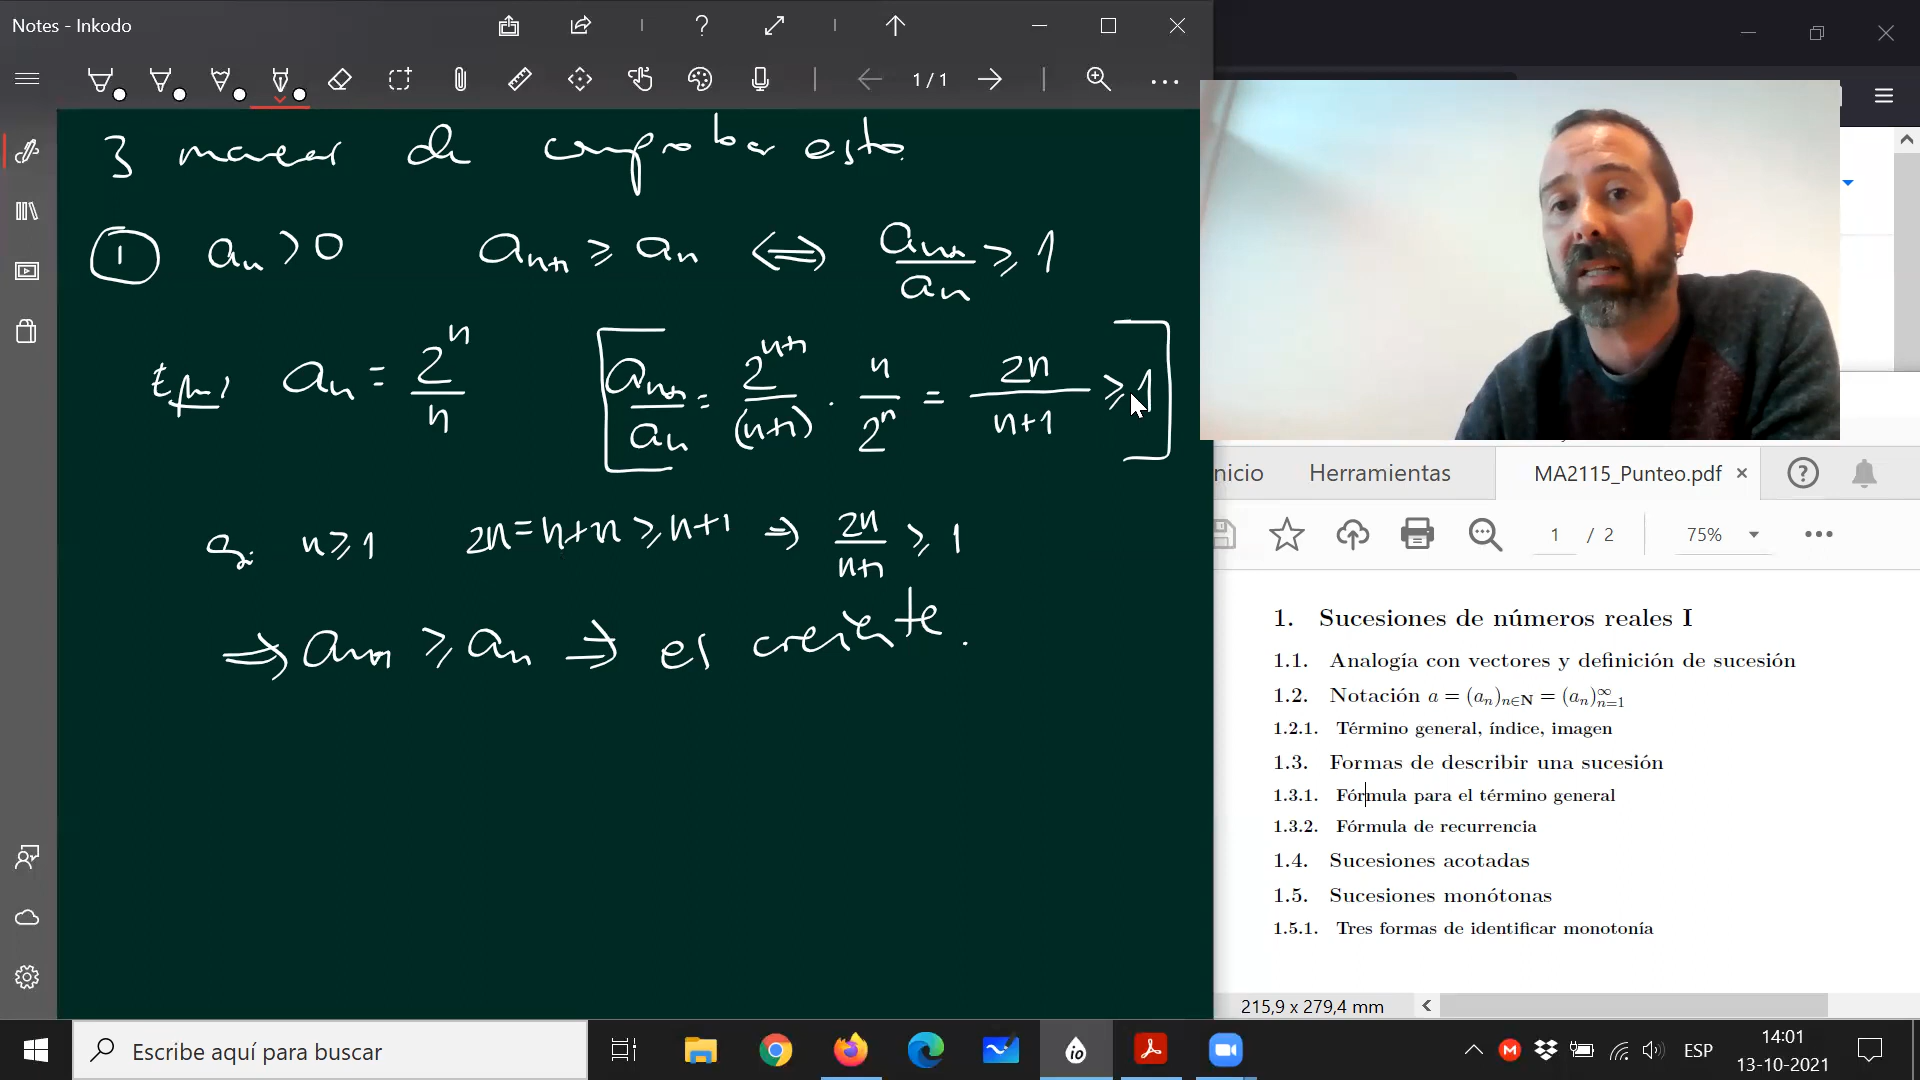 Notes - Inkodo
1 / 1
3 maneras de comprobar esto.
① aₙ > 0 aₙ₊₁ ⩾ aₙ ⟺ aₙ₊₁/aₙ ⩾ 1
Ejm: aₙ = 2ⁿ/n [aₙ₊₁/aₙ = 2ⁿ⁺¹/(n+1) · n/2ⁿ = 2n/(n+1) ⩾ 1]
n ⩾ 1 2n = n+n ⩾ n+1 ⇒ 2n/(n+1) ⩾ 1
⇒ aₙ₊₁ ⩾ aₙ ⇒ es creciente.
nicio Herramientas MA2115_Punteo.pdf
1 / 2 75%
1. Sucesiones de números reales I
1.1. Analogía con vectores y definición de sucesión
1.2. Notación a = (aₙ)ₙ∈N = (aₙ)∞ₙ₌₁
1.2.1. Término general, índice, imagen
1.3. Formas de describir una sucesión
1.3.1. Fórmula para el término general
1.3.2. Fórmula de recurrencia
1.4. Sucesiones acotadas
1.5. Sucesiones monótonas
1.5.1. Tres formas de identificar monotonía
215,9 x 279,4 mm
Escribe aquí para buscar
ESP
14:01
13-10-2021